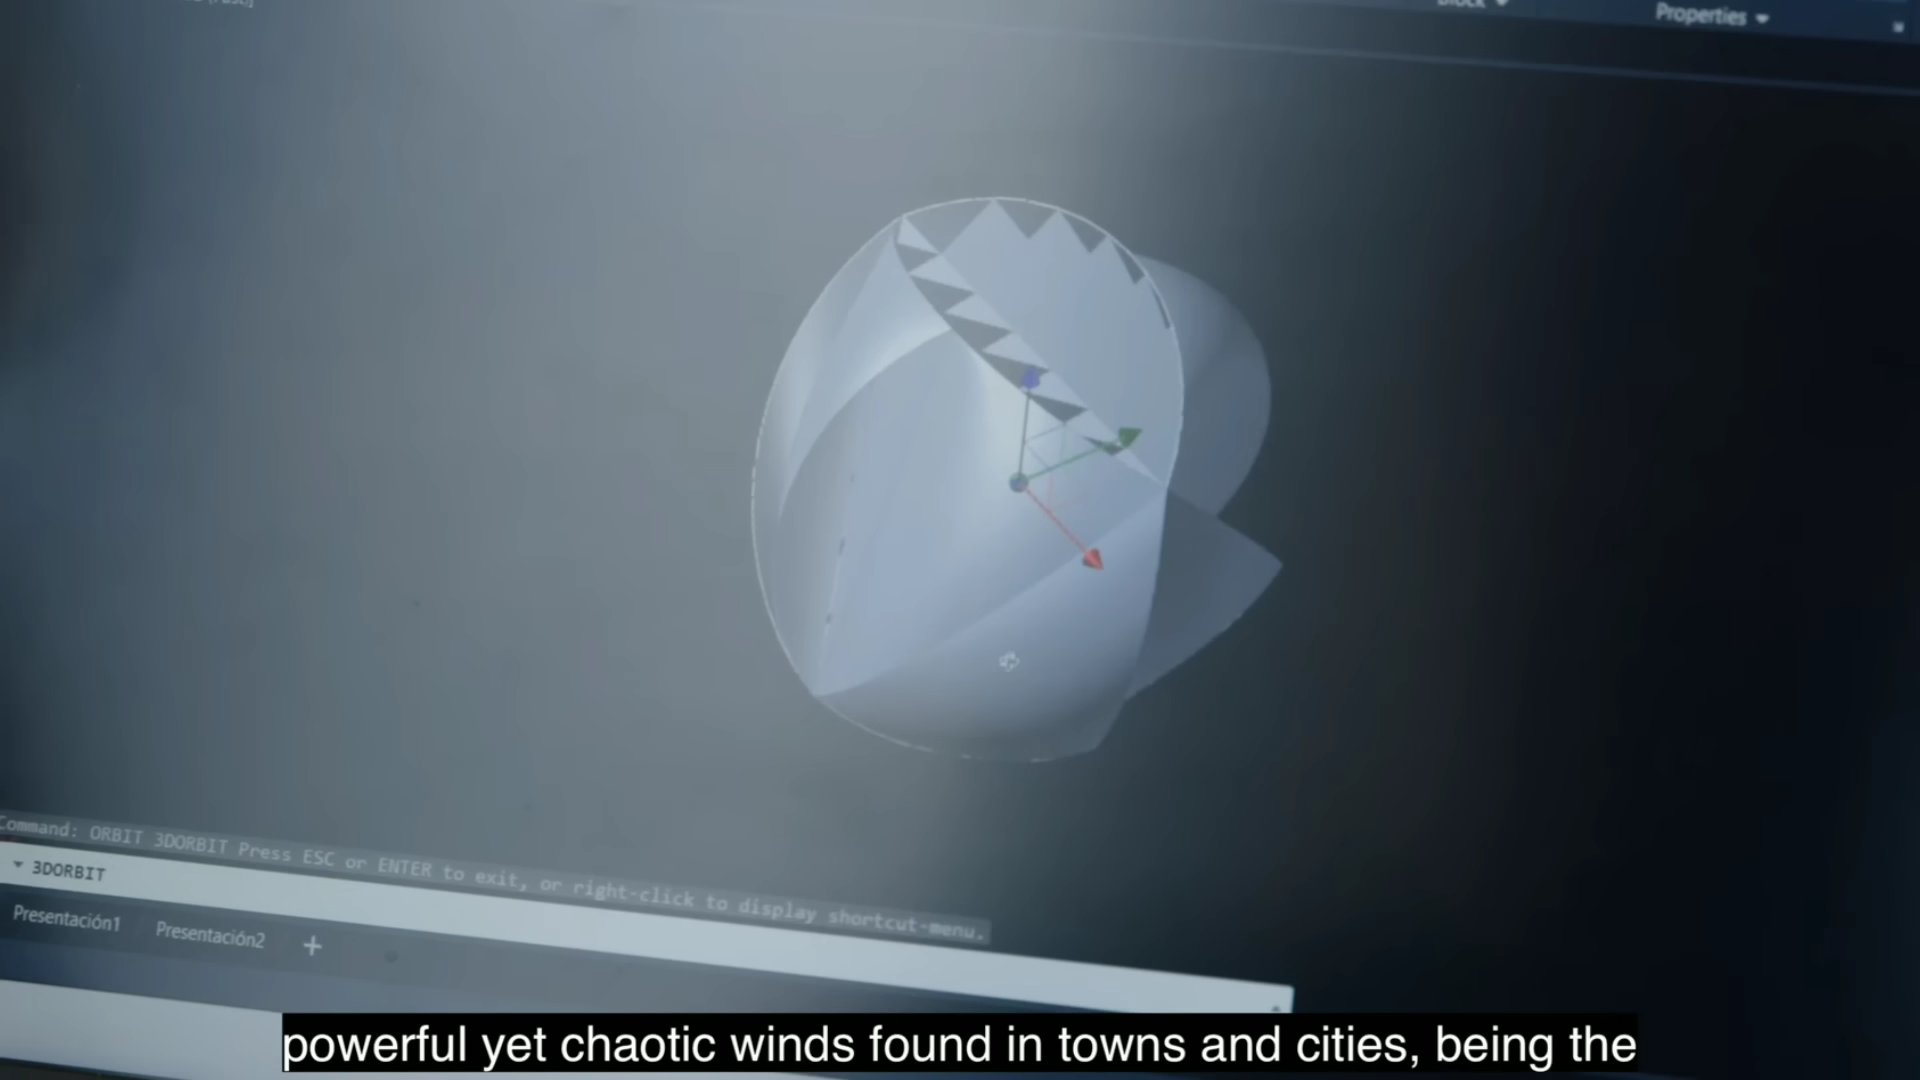 Block
Properties
Command: ORBIT 3DORBIT Press ESC or ENTER to exit, or right-click to display shortcut-menu.
3DORBIT
Presentación1 Presentación2 +
powerful yet chaotic winds found in towns and cities, being the